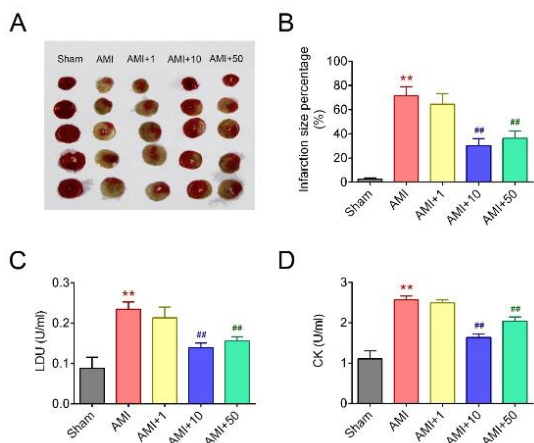 A
Sham AMI AMI+1 AMI+10 AMI+50
B
Infarction size percentage
(%)
100
80
60
40
20
0
**
##
##
Sham AMI AMI+1 AMI+10 AMI+50
C
LDU (U/ml)
0.3
0.2
0.1
0.0
**
##
##
Sham AMI AMI+1 AMI+10 AMI+50
D
CK (U/ml)
3
2
1
0
**
##
##
Sham AMI AMI+1 AMI+10 AMI+50